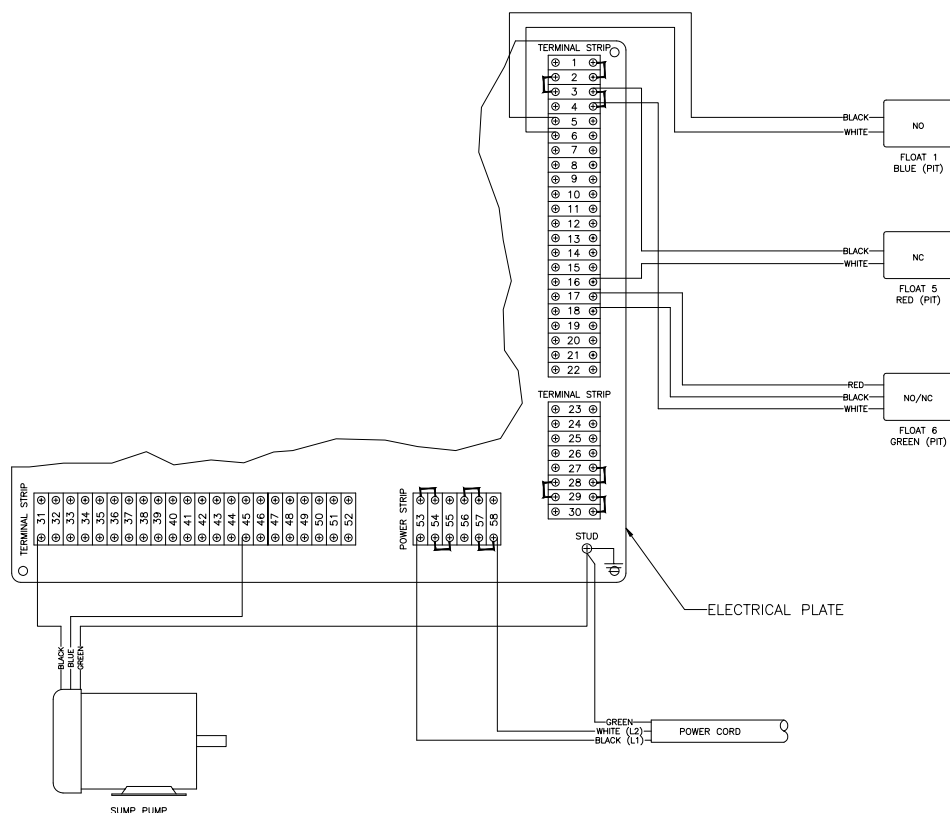 TERMINAL STRIP
1
2
3
4
5
6
7
8
9
10
11
12
13
14
15
16
17
18
19
20
21
22
BLACK
WHITE
NO
FLOAT 1
BLUE (PIT)
BLACK
WHITE
NC
FLOAT 5
RED (PIT)
RED
BLACK
WHITE
NO/NC
FLOAT 6
GREEN (PIT)
TERMINAL STRIP
23
24
25
26
27
28
29
30
TERMINAL STRIP
31
32
33
34
35
36
37
38
39
40
41
42
43
44
45
46
47
48
49
50
51
52
POWER STRIP
53
54
55
56
57
58
STUD
ELECTRICAL PLATE
BLACK
BLUE
GREEN
GREEN
WHITE (L2)
BLACK (L1)
POWER CORD
SUMP PUMP